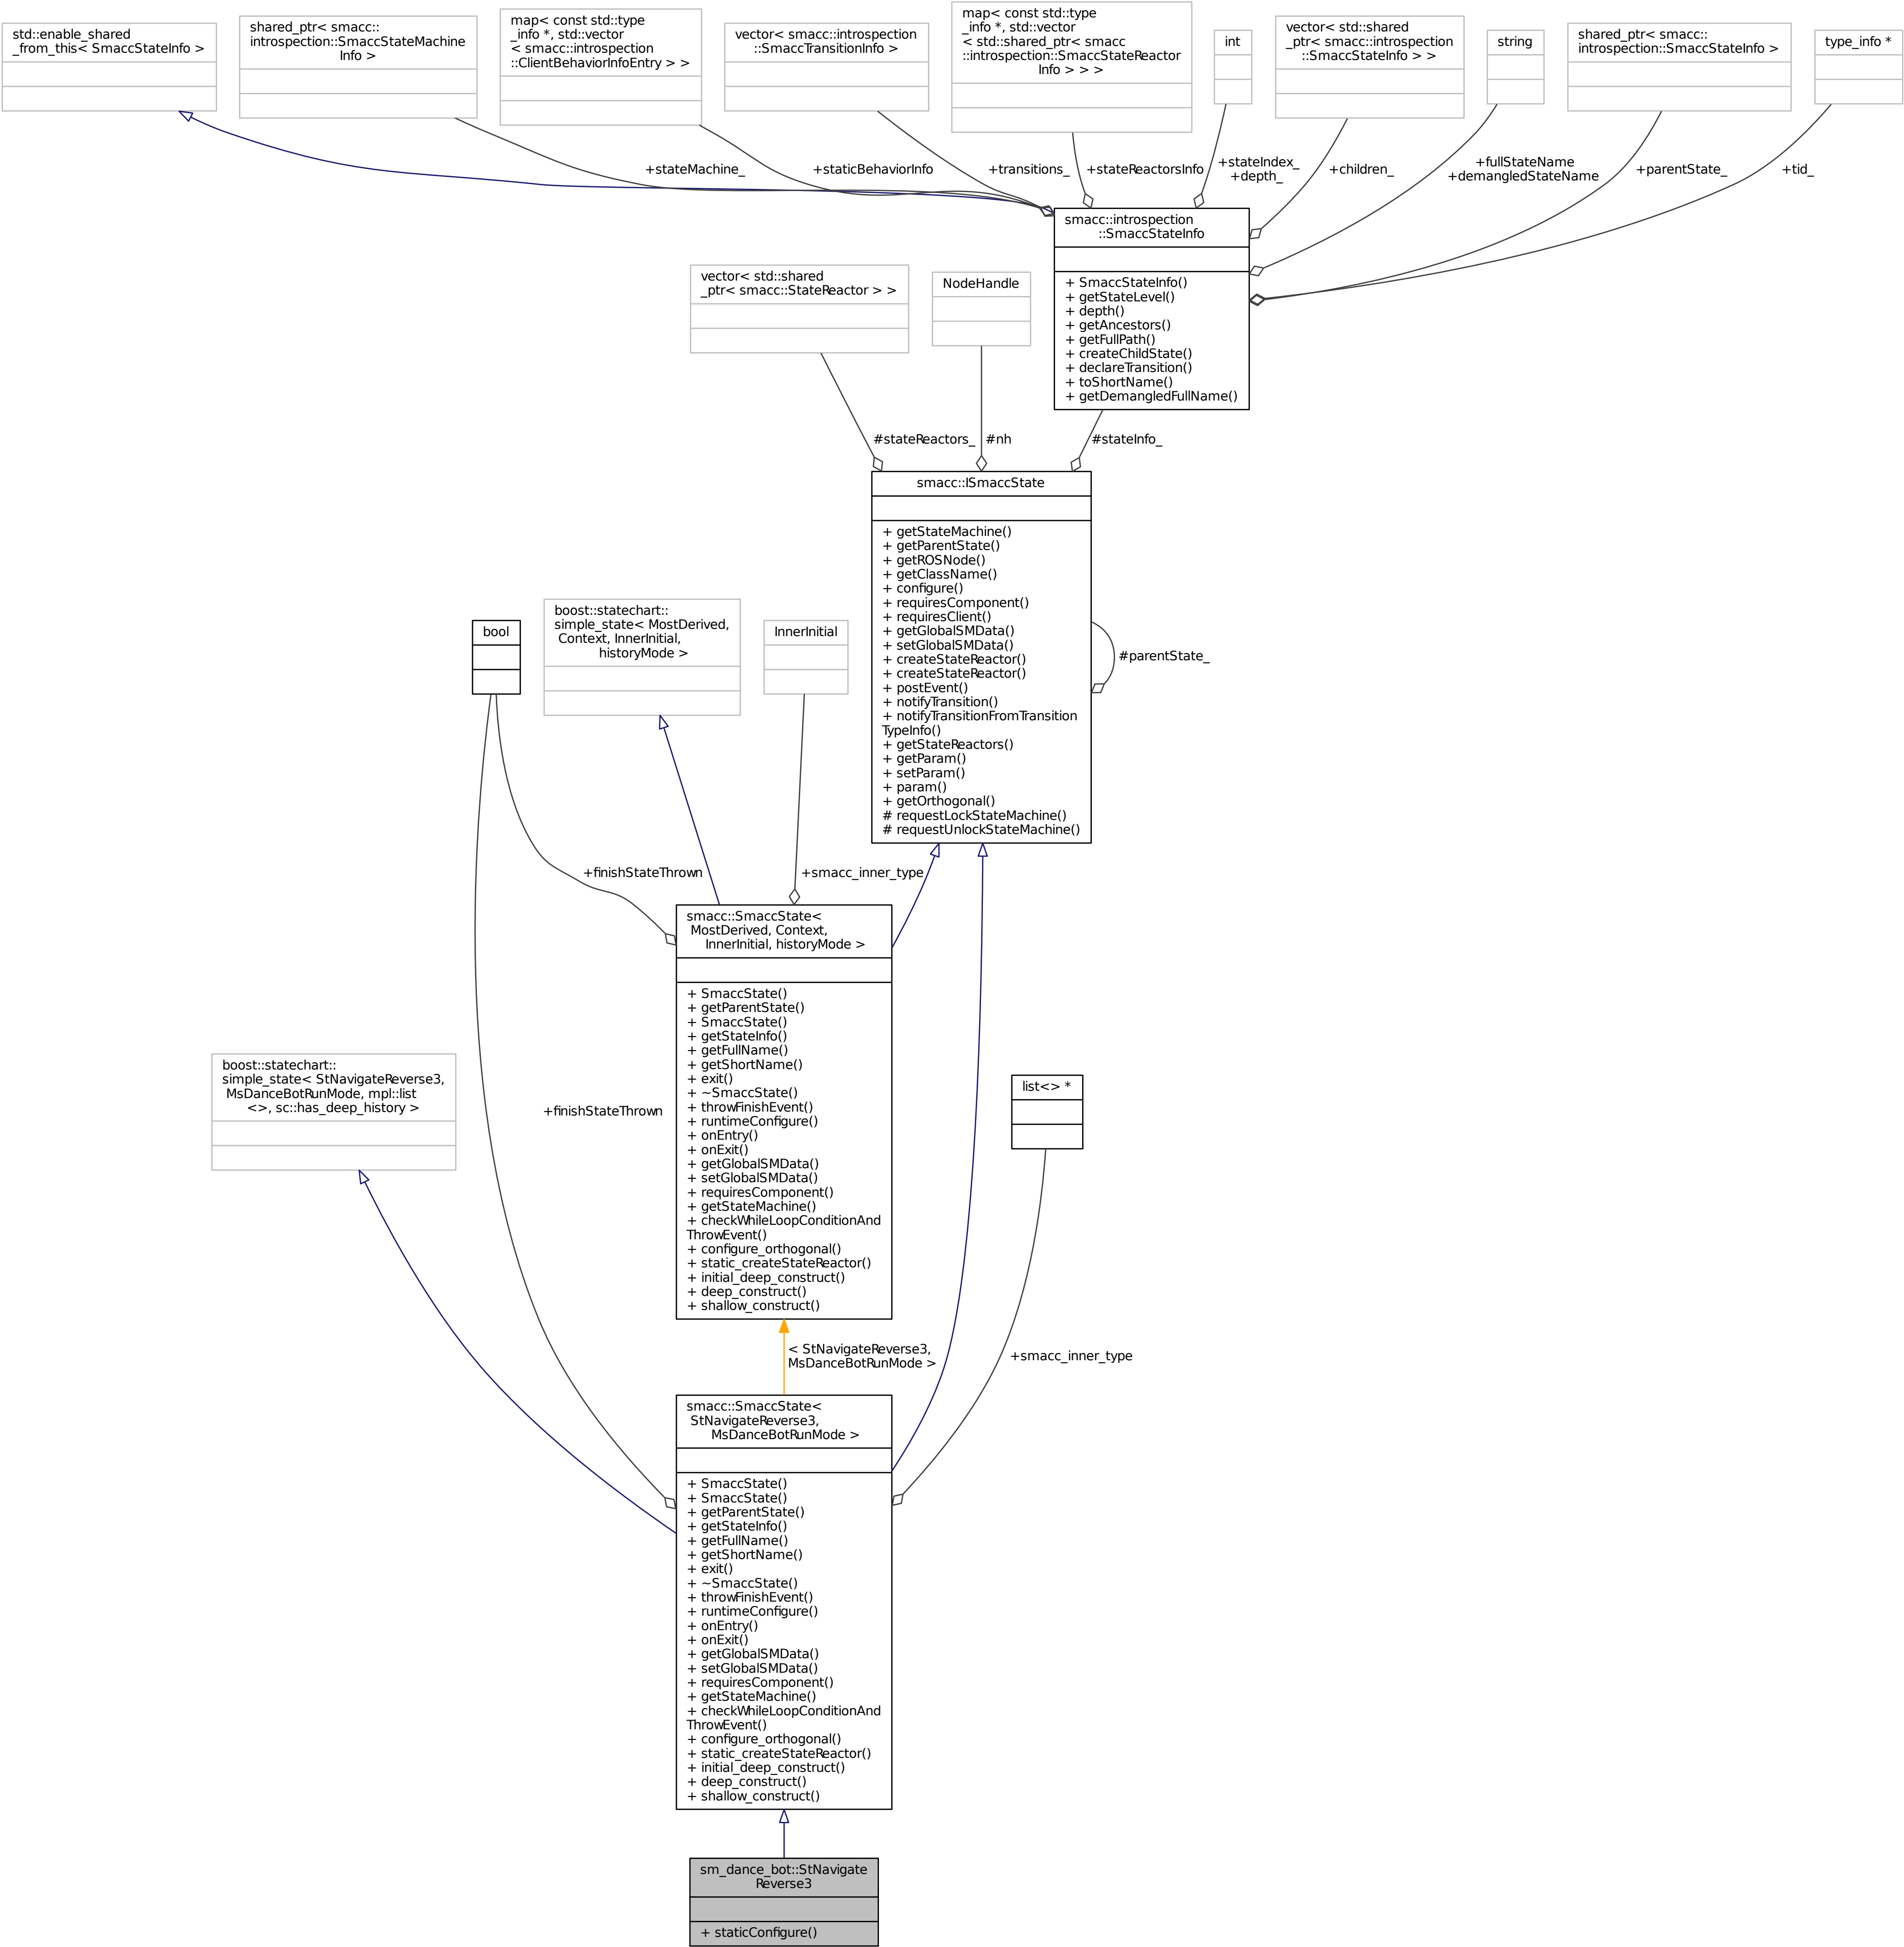 std::enable_shared
_from_this< SmaccStateInfo >
shared_ptr< smacc::
introspection::SmaccStateMachine
Info >
map< const std::type
_info *, std::vector
< smacc::introspection
::ClientBehaviorInfoEntry > >
vector< smacc::introspection
::SmaccTransitionInfo >
map< const std::type
_info *, std::vector
< std::shared_ptr< smacc
::introspection::SmaccStateReactor
Info > > >
int
vector< std::shared
_ptr< smacc::introspection
::SmaccStateInfo > >
string
shared_ptr< smacc::
introspection::SmaccStateInfo >
type_info *
+stateMachine_
+staticBehaviorInfo
+transitions_
+stateReactorsInfo
+stateIndex_
+depth_
+children_
+fullStateName
+demangledStateName
+parentState_
+tid_
smacc::introspection
::SmaccStateInfo
+ SmaccStateInfo()
+ getStateLevel()
+ depth()
+ getAncestors()
+ getFullPath()
+ createChildState()
+ declareTransition()
+ toShortName()
+ getDemangledFullName()
vector< std::shared
_ptr< smacc::StateReactor > >
NodeHandle
#stateReactors_
#nh
#stateInfo_
smacc::ISmaccState
+ getStateMachine()
+ getParentState()
+ getROSNode()
+ getClassName()
+ configure()
+ requiresComponent()
+ requiresClient()
+ getGlobalSMData()
+ setGlobalSMData()
+ createStateReactor()
+ createStateReactor()
+ postEvent()
+ notifyTransition()
+ notifyTransitionFromTransition
TypeInfo()
+ getStateReactors()
+ getParam()
+ setParam()
+ param()
+ getOrthogonal()
# requestLockStateMachine()
# requestUnlockStateMachine()
#parentState_
bool
boost::statechart::
simple_state< MostDerived,
Context, InnerInitial,
historyMode >
InnerInitial
+finishStateThrown
+smacc_inner_type
smacc::SmaccState<
MostDerived, Context,
InnerInitial, historyMode >
+ SmaccState()
+ getParentState()
+ SmaccState()
+ getStateInfo()
+ getFullName()
+ getShortName()
+ exit()
+ ~SmaccState()
+ throwFinishEvent()
+ runtimeConfigure()
+ onEntry()
+ onExit()
+ getGlobalSMData()
+ setGlobalSMData()
+ requiresComponent()
+ getStateMachine()
+ checkWhileLoopConditionAnd
ThrowEvent()
+ configure_orthogonal()
+ static_createStateReactor()
+ initial_deep_construct()
+ deep_construct()
+ shallow_construct()
boost::statechart::
simple_state< StNavigateReverse3,
MsDanceBotRunMode, mpl::list
<>, sc::has_deep_history >
+finishStateThrown
list<> *
< StNavigateReverse3,
MsDanceBotRunMode >
+smacc_inner_type
smacc::SmaccState<
StNavigateReverse3,
MsDanceBotRunMode >
+ SmaccState()
+ SmaccState()
+ getParentState()
+ getStateInfo()
+ getFullName()
+ getShortName()
+ exit()
+ ~SmaccState()
+ throwFinishEvent()
+ runtimeConfigure()
+ onEntry()
+ onExit()
+ getGlobalSMData()
+ setGlobalSMData()
+ requiresComponent()
+ getStateMachine()
+ checkWhileLoopConditionAnd
ThrowEvent()
+ configure_orthogonal()
+ static_createStateReactor()
+ initial_deep_construct()
+ deep_construct()
+ shallow_construct()
sm_dance_bot::StNavigate
Reverse3
+ staticConfigure()